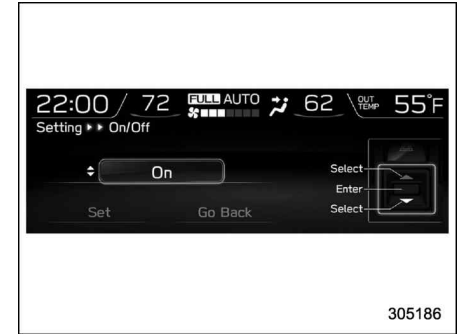 22:00 72 FULL AUTO 62 OUT TEMP 55°F
Setting ▸▸ On/Off
On
Select
Enter
Set Go Back Select
305186